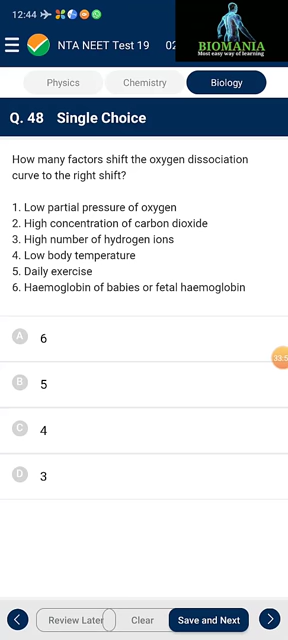 12:44
BIOMANIA
Most easy way of learning
NTA NEET Test 19 02
Physics Chemistry Biology
Q. 48 Single Choice
How many factors shift the oxygen dissociation
curve to the right shift?
1. Low partial pressure of oxygen
2. High concentration of carbon dioxide
3. High number of hydrogen ions
4. Low body temperature
5. Daily exercise
6. Haemoglobin of babies or fetal haemoglobin
A 6
33:5
B 5
C 4
D 3
Review Later Clear Save and Next